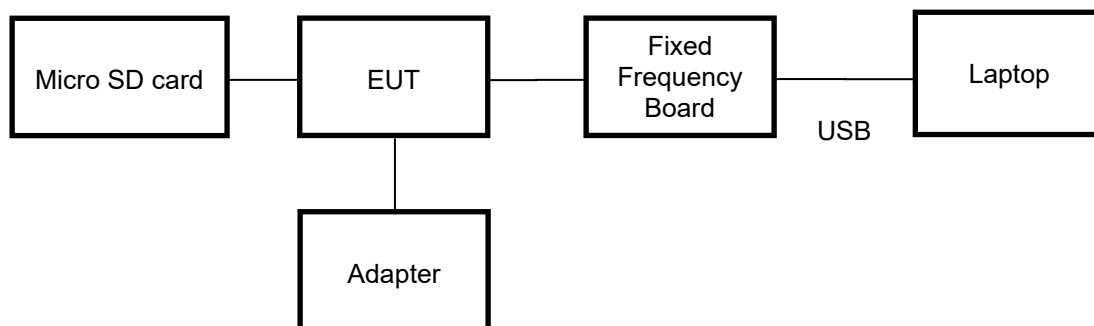 Micro SD card
EUT
Fixed
Frequency
Board
Laptop
USB
Adapter